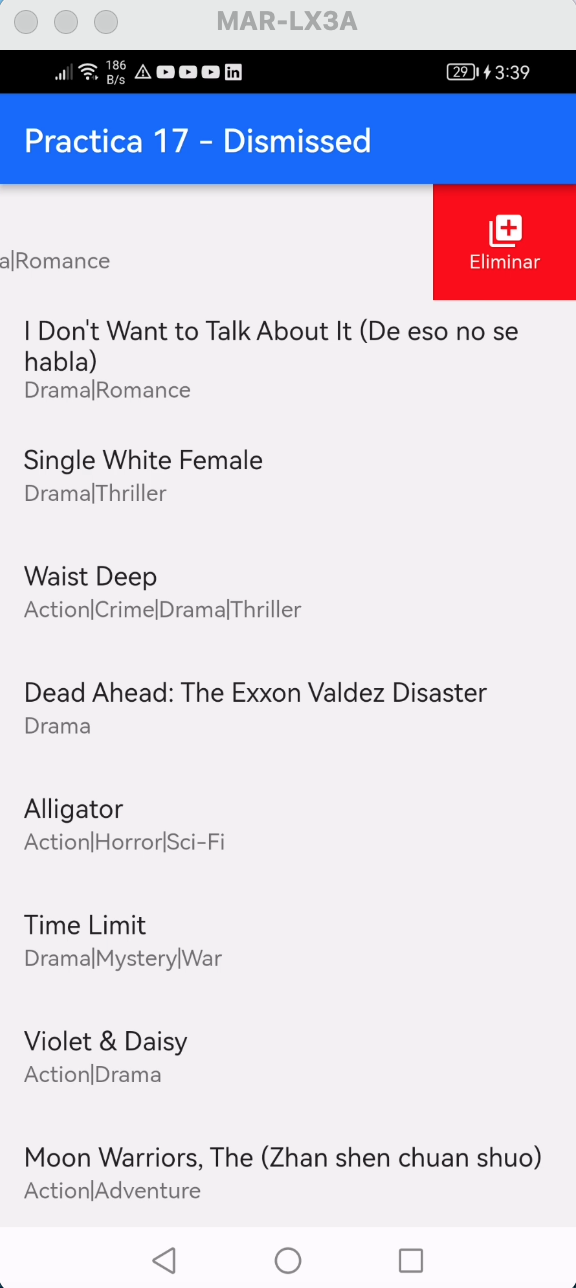 MAR-LX3A
186
B/s
29
3:39
Practica 17 - Dismissed
a|Romance
Eliminar
I Don't Want to Talk About It (De eso no se
habla)
Drama|Romance
Single White Female
Drama|Thriller
Waist Deep
Action|Crime|Drama|Thriller
Dead Ahead: The Exxon Valdez Disaster
Drama
Alligator
Action|Horror|Sci-Fi
Time Limit
Drama|Mystery|War
Violet & Daisy
Action|Drama
Moon Warriors, The (Zhan shen chuan shuo)
Action|Adventure